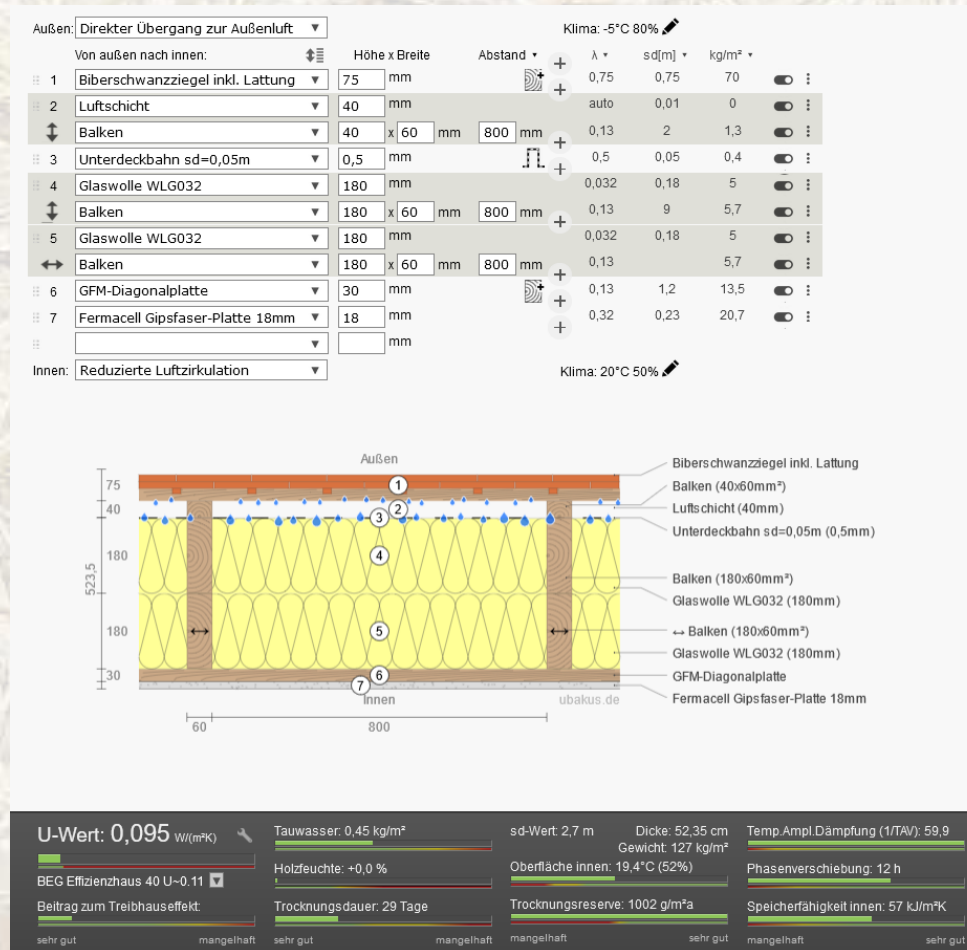 Außen: Direkter Übergang zur Außenluft Klima: -5°C 80%
Von außen nach innen: Höhe x Breite Abstand λ sd[m] kg/m²
1 Biberschwanzziegel inkl. Lattung 75 mm 0,75 0,75 70
2 Luftschicht 40 mm auto 0,01 0
Balken 40 x 60 mm 800 mm 0,13 2 1,3
3 Unterdeckbahn sd=0,05m 0,5 mm 0,5 0,05 0,4
4 Glaswolle WLG032 180 mm 0,032 0,18 5
Balken 180 x 60 mm 800 mm 0,13 9 5,7
5 Glaswolle WLG032 180 mm 0,032 0,18 5
Balken 180 x 60 mm 800 mm 0,13 5,7
6 GFM-Diagonalplatte 30 mm 0,13 1,2 13,5
7 Fermacell Gipsfaser-Platte 18mm 18 mm 0,32 0,23 20,7
mm
Innen: Reduzierte Luftzirkulation Klima: 20°C 50%
Außen
75 1 Biberschwanzziegel inkl. Lattung
Balken (40x60mm²)
40 2 Luftschicht (40mm)
3 Unterdeckbahn sd=0,05m (0,5mm)
180 4
523,5
Balken (180x60mm²)
Glaswolle WLG032 (180mm)
180 5 ↔ Balken (180x60mm²)
Glaswolle WLG032 (180mm)
30 6 GFM-Diagonalplatte
7 Fermacell Gipsfaser-Platte 18mm
Innen ubakus.de
60 800
U-Wert: 0,095 W/(m²K)
BEG Effizienzhaus 40 U~0.11
Beitrag zum Treibhauseffekt:
sehr gut mangelhaft
Tauwasser: 0,45 kg/m²
Holzfeuchte: +0,0 %
Trocknungsdauer: 29 Tage
sehr gut mangelhaft
sd-Wert: 2,7 m Dicke: 52,35 cm
Gewicht: 127 kg/m²
Oberfläche innen: 19,4°C (52%)
Trocknungsreserve: 1002 g/m²a
mangelhaft sehr gut
Temp.Ampl.Dämpfung (1/TAV): 59,9
Phasenverschiebung: 12 h
Speicherfähigkeit innen: 57 kJ/m²K
mangelhaft sehr gut